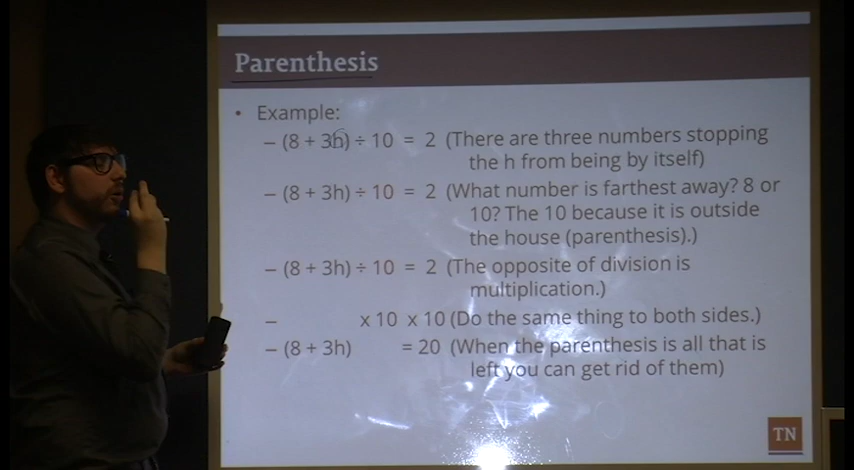 Parenthesis
• Example:
– (8 + 3h) ÷ 10 = 2 (There are three numbers stopping
the h from being by itself)
– (8 + 3h) ÷ 10 = 2 (What number is farthest away? 8 or
10? The 10 because it is outside
the house (parenthesis).)
– (8 + 3h) ÷ 10 = 2 (The opposite of division is
multiplication.)
– x 10 x 10 (Do the same thing to both sides.)
– (8 + 3h) = 20 (When the parenthesis is all that is
left you can get rid of them)
TN